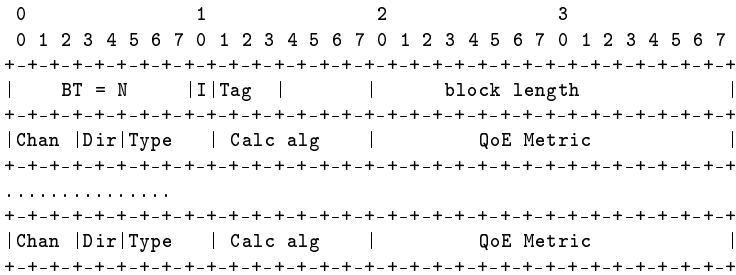 0               1               2               3
 0 1 2 3 4 5 6 7 0 1 2 3 4 5 6 7 0 1 2 3 4 5 6 7 0 1 2 3 4 5 6 7
+-+-+-+-+-+-+-+-+-+-+-+-+-+-+-+-+-+-+-+-+-+-+-+-+-+-+-+-+-+-+-+-+
|    BT = N     |I|Tag  |       |      block length             |
+-+-+-+-+-+-+-+-+-+-+-+-+-+-+-+-+-+-+-+-+-+-+-+-+-+-+-+-+-+-+-+-+
|Chan |Dir|Type   | Calc alg    |         QoE Metric            |
+-+-+-+-+-+-+-+-+-+-+-+-+-+-+-+-+-+-+-+-+-+-+-+-+-+-+-+-+-+-+-+-+
...............
+-+-+-+-+-+-+-+-+-+-+-+-+-+-+-+-+-+-+-+-+-+-+-+-+-+-+-+-+-+-+-+-+
|Chan |Dir|Type   | Calc alg    |         QoE Metric            |
+-+-+-+-+-+-+-+-+-+-+-+-+-+-+-+-+-+-+-+-+-+-+-+-+-+-+-+-+-+-+-+-+